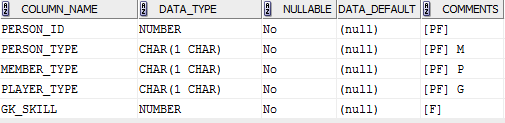 COLUMN_NAME DATA_TYPE NULLABLE DATA_DEFAULT COMMENTS
PERSON_ID NUMBER No (null) [PF]
PERSON_TYPE CHAR(1 CHAR) No (null) [PF] M
MEMBER_TYPE CHAR(1 CHAR) No (null) [PF] P
PLAYER_TYPE CHAR(1 CHAR) No (null) [PF] G
GK_SKILL NUMBER No (null) [F]